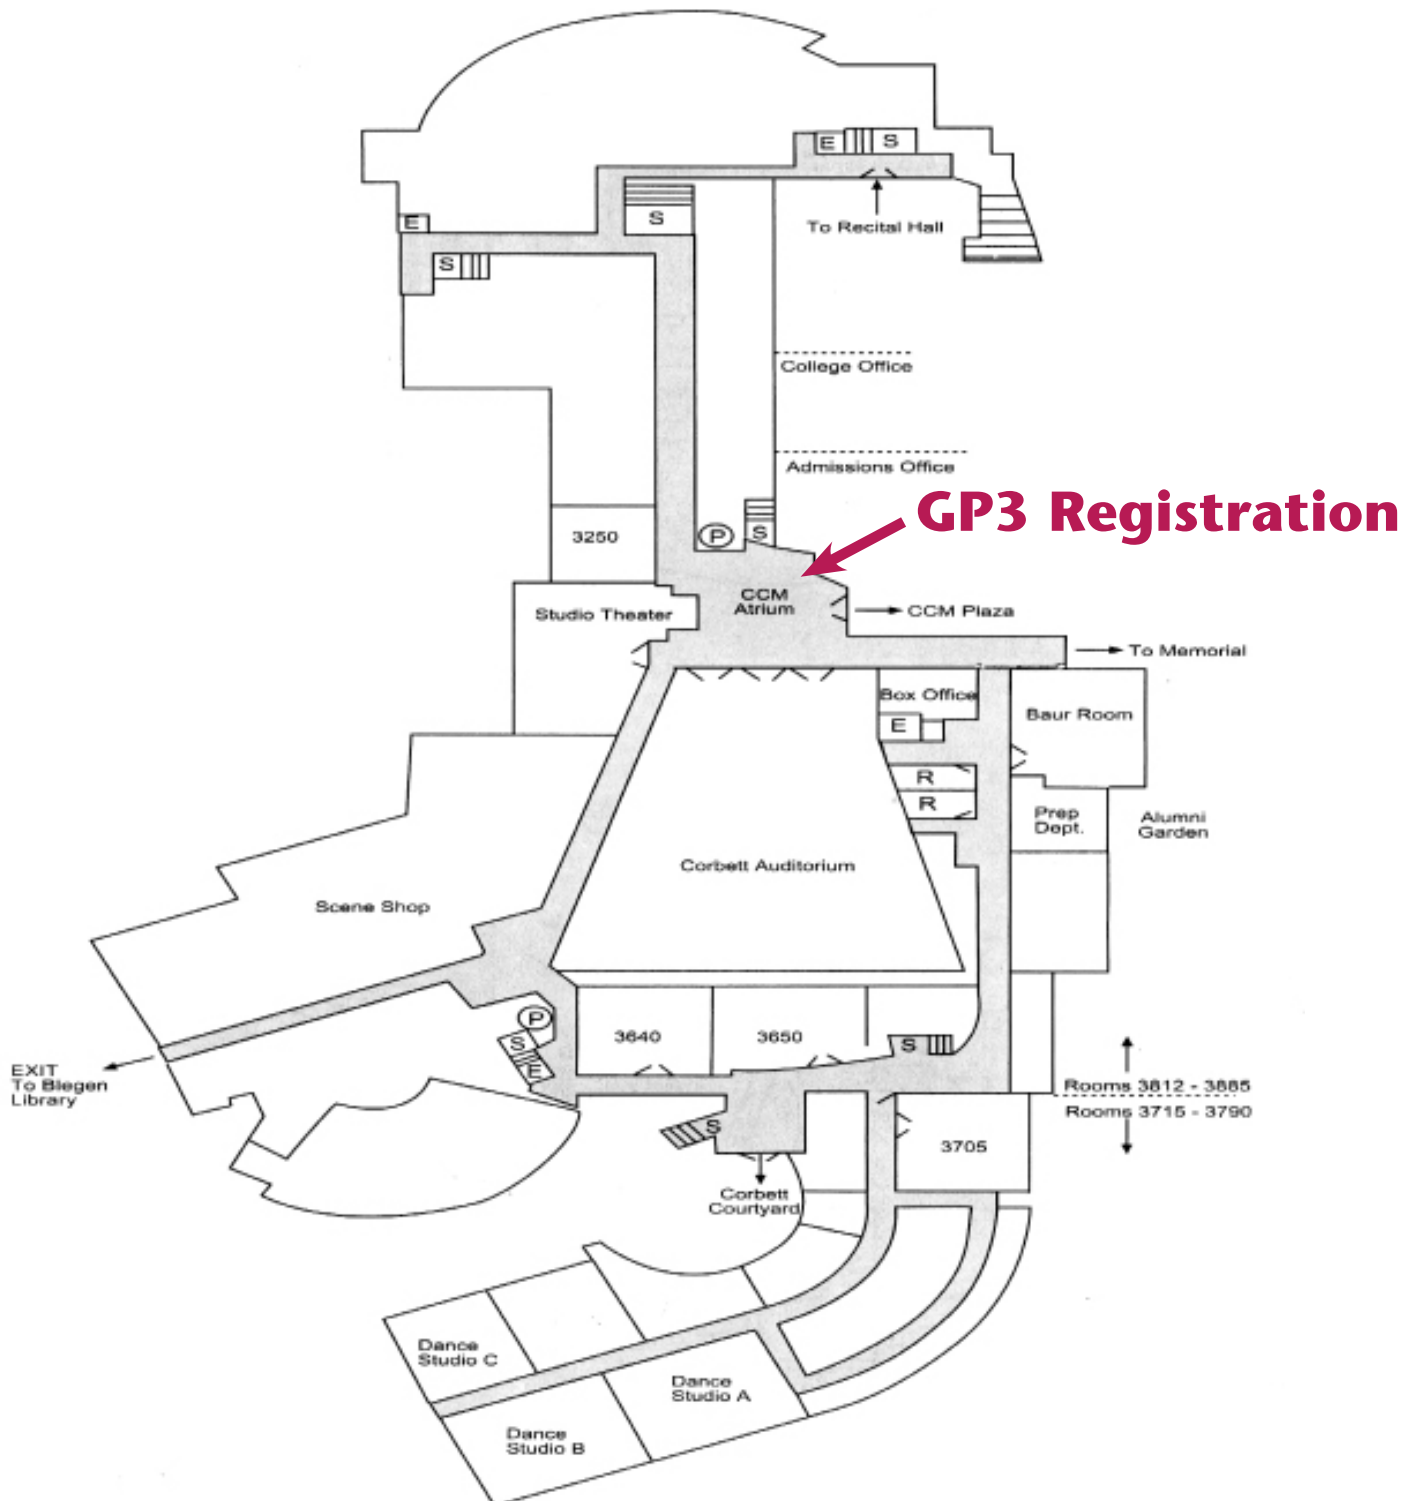 E
S
To Recital Hall
S
E
S
College Office
Admissions Office
GP3 Registration
P
S
3250
CCM
Atrium
CCM Plaza
Studio Theater
To Memorial
Box Office
Baur Room
E
R
R
Prep
Dept.
Alumni
Garden
Corbett Auditorium
Scene Shop
P
S
E
3640
3650
S
EXIT
To Blegen
Library
Rooms 3812 - 3885
Rooms 3715 - 3790
S
3705
Corbett
Courtyard
Dance
Studio C
Dance
Studio A
Dance
Studio B